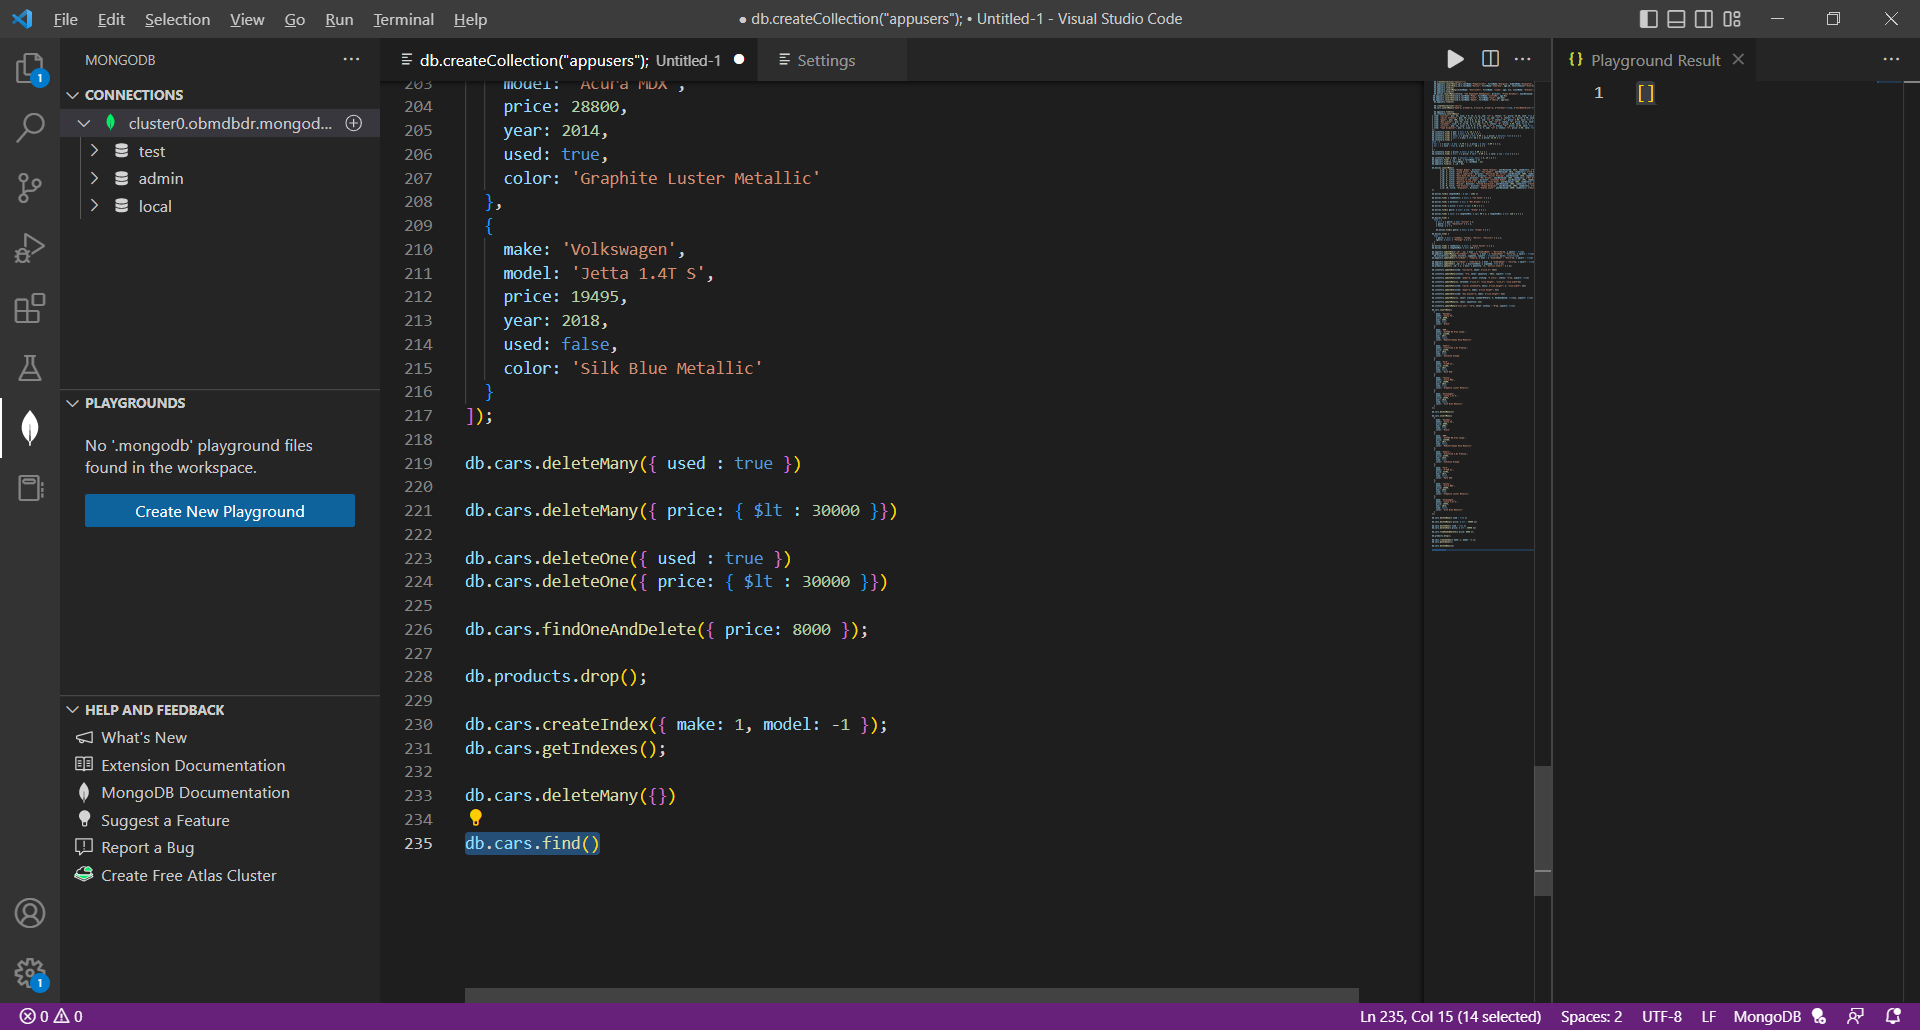 File Edit Selection View Go Run Terminal Help
● db.createCollection("appusers"); • Untitled-1 - Visual Studio Code
MONGODB
CONNECTIONS
cluster0.obmdbdr.mongod...
test
admin
local
PLAYGROUNDS
No '.mongodb' playground files
found in the workspace.
Create New Playground
HELP AND FEEDBACK
What's New
Extension Documentation
MongoDB Documentation
Suggest a Feature
Report a Bug
Create Free Atlas Cluster
1
1
db.createCollection("appusers"); Untitled-1 ●
Settings
203 model: 'Acura MDX',
204 price: 28800,
205 year: 2014,
206 used: true,
207 color: 'Graphite Luster Metallic'
208 },
209 {
210 make: 'Volkswagen',
211 model: 'Jetta 1.4T S',
212 price: 19495,
213 year: 2018,
214 used: false,
215 color: 'Silk Blue Metallic'
216 }
217 ]);
218
219 db.cars.deleteMany({ used : true })
220
221 db.cars.deleteMany({ price: { $lt : 30000 }})
222
223 db.cars.deleteOne({ used : true })
224 db.cars.deleteOne({ price: { $lt : 30000 }})
225
226 db.cars.findOneAndDelete({ price: 8000 });
227
228 db.products.drop();
229
230 db.cars.createIndex({ make: 1, model: -1 });
231 db.cars.getIndexes();
232
233 db.cars.deleteMany({})
234
235 db.cars.find()
{} Playground Result
1 []
0 0
Ln 235, Col 15 (14 selected) Spaces: 2 UTF-8 LF MongoDB